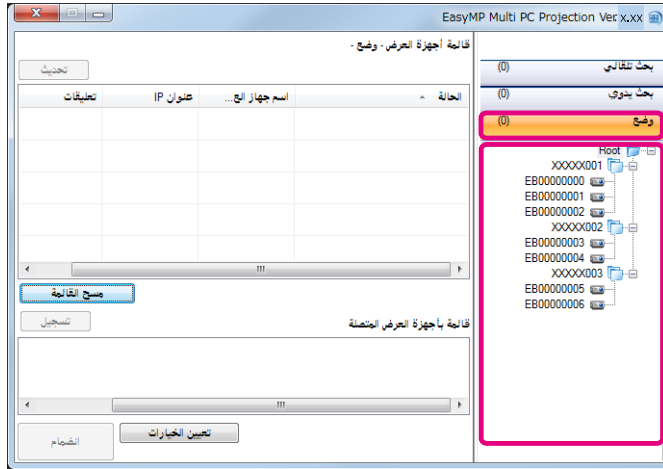 EasyMP Multi PC Projection Ver. x.xx
بحث تلقائي (0)
بحث يدوي (0)
وضع (0)
Root
XXXXX001
EB00000000
EB00000001
EB00000002
XXXXX002
EB00000003
EB00000004
XXXXX003
EB00000005
EB00000006
قائمة أجهزة العرض - وضع -
تحديث
الحالة اسم جهاز الع... عنوان IP تعليقات
مسح القائمة
تسجيل
قائمة بأجهزة العرض المتصلة
تعيين الخيارات
انضمام